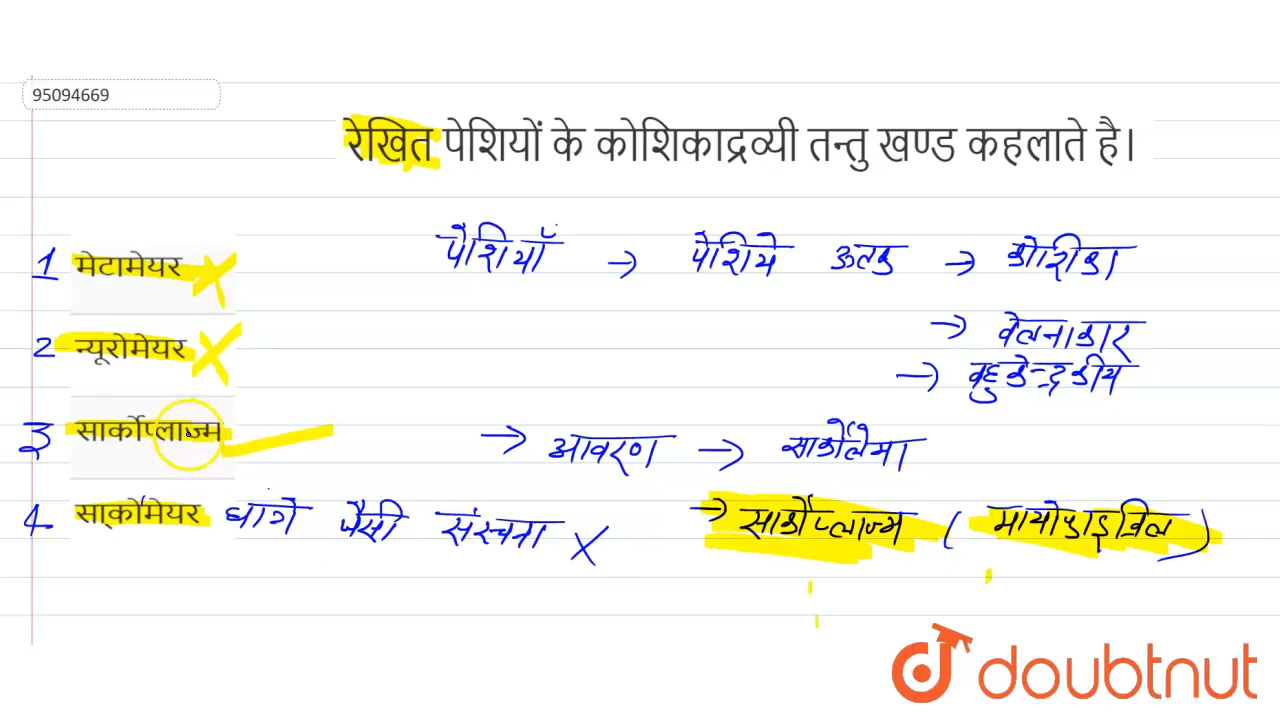 95094669
रेखित पेशियों के कोशिकाद्रव्यी तन्तु खण्ड कहलाते है।
1 मेटामेयर
पेशियाँ → पेशिये ऊतक → कोशिका
2 न्यूरोमेयर
→ वेलनाकार
→ बहुकेन्द्रकीय
3 सार्कोप्लाज्म
→ आवरण → सार्कोलेमा
4 सार्कोमेयर धागे जैसी संरचना X
→ सार्कोप्लाज्म (मायोफाइब्रिल)
doubtnut